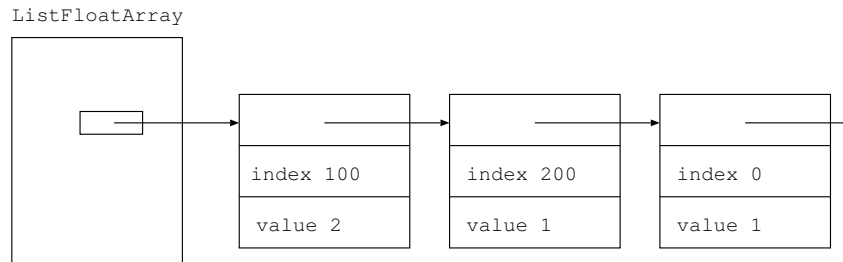 ListFloatArray
index 100
index 200
index 0
value 2
value 1
value 1